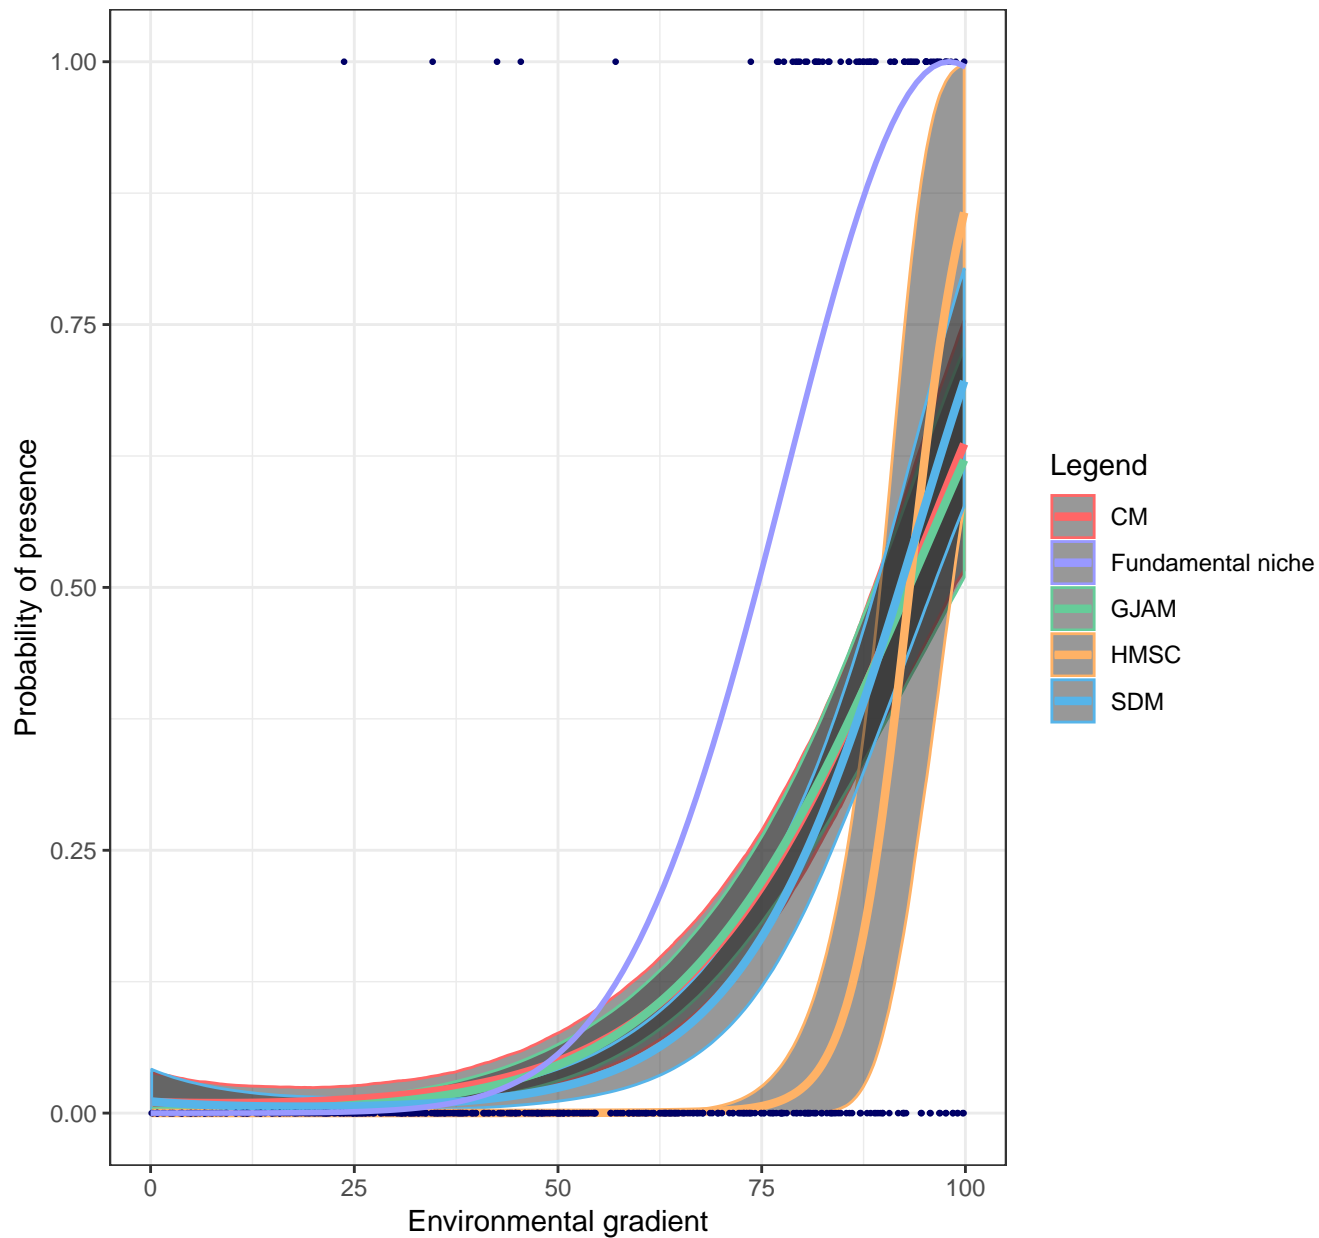 1.00
0.75
0.50
0.25
0.00
Probability of presence
0
25
50
75
100
Environmental gradient
Legend
CM
Fundamental niche
GJAM
HMSC
SDM